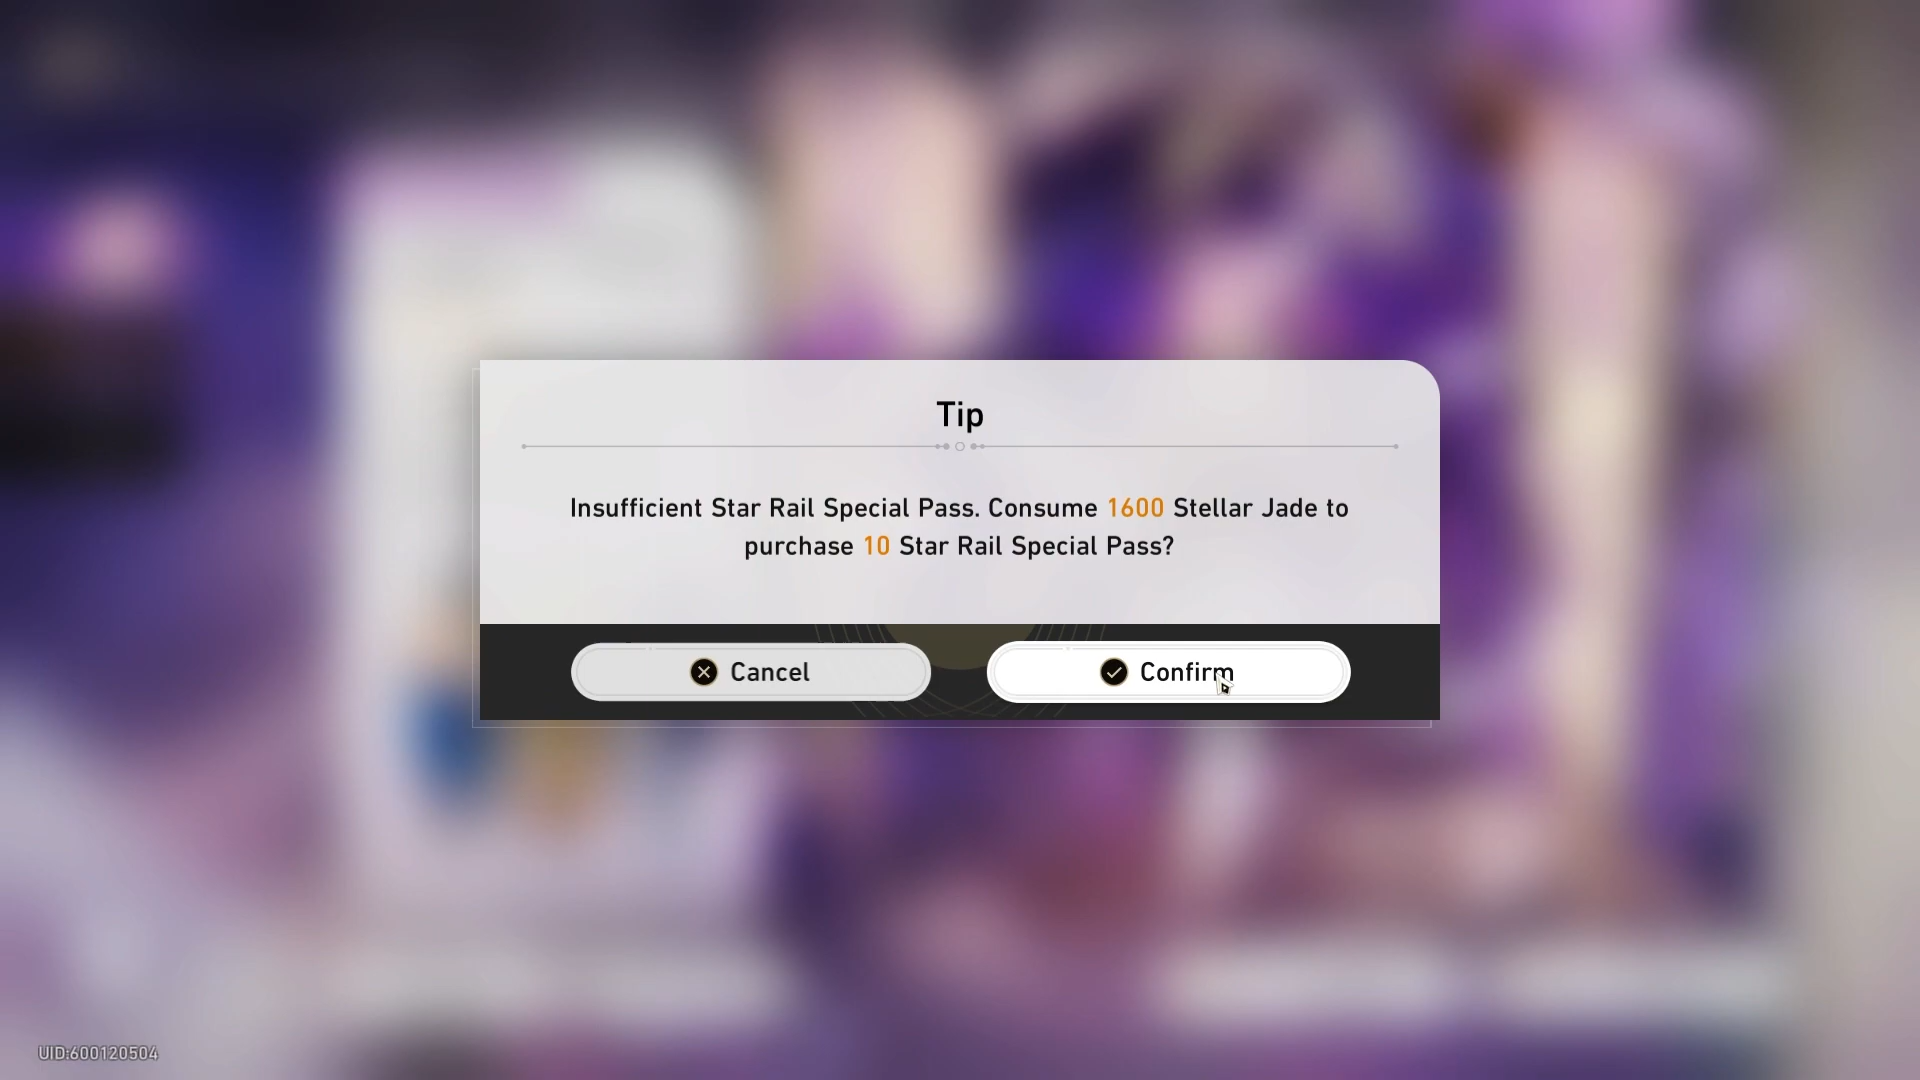 Tip
Insufficient Star Rail Special Pass. Consume 1600 Stellar Jade to
purchase 10 Star Rail Special Pass?
Cancel
Confirm
UID:600120504